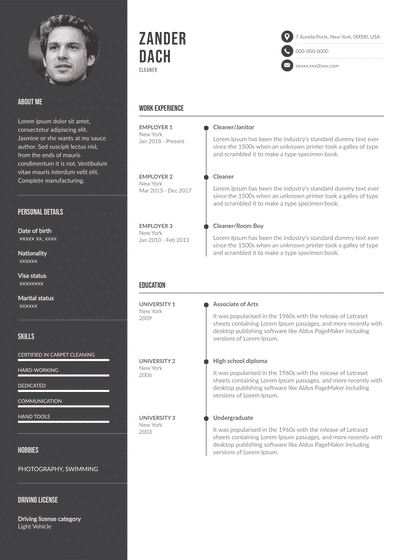 ABOUT ME
Lorem ipsum dolor sit amet,
consectetur adipiscing elit.
Jasmine or she wants at my sauce
author. Sed suscipit lectus nisl,
from the ends of mauris
condimentum it is not. Vestibulum
vitae mauris interdum velit elit.
Complete manufacturing.
PERSONAL DETAILS
Date of birth
xxxxx xx, xxxx
Nationality
xxxxxx
Visa status
xxxxxxxx
Marital status
xxxxxx
SKILLS
CERTIFIED IN CARPET CLEANING
HARD-WORKING
DEDICATED
COMMUNICATION
HAND TOOLS
HOBBIES
PHOTOGRAPHY, SWIMMING
DRIVING LICENSE
Driving license category
Light Vehicle
ZANDER
DACH
CLEANER
7 Aurelia Ports, New York, 00000, USA
000-000-0000
xxxxx.xxx@xxx.com
WORK EXPERIENCE
EMPLOYER 1
New York
Jan 2018 - Present
Cleaner/Janitor
Lorem Ipsum has been the industry's standard dummy text ever
since the 1500s when an unknown printer took a galley of type
and scrambled it to make a type specimen book.
EMPLOYER 2
New York
Mar 2013 - Dec 2017
Cleaner
Lorem Ipsum has been the industry's standard dummy text ever
since the 1500s when an unknown printer took a galley of type
and scrambled it to make a type specimen book.
EMPLOYER 3
New York
Jan 2010 - Feb 2013
Cleaner/Room Boy
Lorem Ipsum has been the industry's standard dummy text ever
since the 1500s when an unknown printer took a galley of type
and scrambled it to make a type specimen book.
EDUCATION
UNIVERSITY 1
New York
2009
Associate of Arts
It was popularised in the 1960s with the release of Letraset
sheets containing Lorem Ipsum passages, and more recently with
desktop publishing software like Aldus PageMaker including
versions of Lorem Ipsum.
UNIVERSITY 2
New York
2006
High school diploma
It was popularised in the 1960s with the release of Letraset
sheets containing Lorem Ipsum passages, and more recently with
desktop publishing software like Aldus PageMaker including
versions of Lorem Ipsum.
UNIVERSITY 3
New York
2003
Undergraduate
It was popularised in the 1960s with the release of Letraset
sheets containing Lorem Ipsum passages, and more recently with
desktop publishing software like Aldus PageMaker including
versions of Lorem Ipsum.